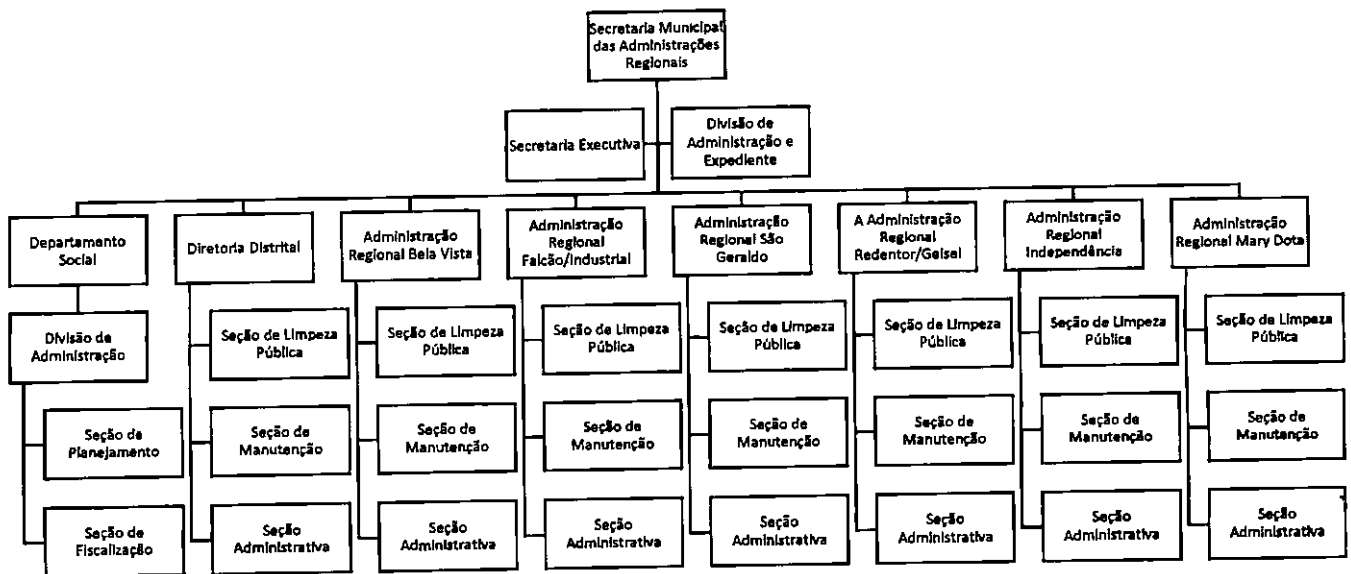 Secretaria Municipal
das Administrações
Regionais
Secretaria Executiva
Divisão de
Administração e
Expediente
Departamento
Social
Diretoria Distrital
Administração
Regional Bela Vista
Administração
Regional
Falcão/Industrial
Administração
Regional São
Geraldo
A Administração
Regional
Redentor/Geisel
Administração
Regional
Independência
Administração
Regional Mary Dota
Divisão de
Administração
Seção de Limpeza
Pública
Seção de Limpeza
Pública
Seção de Limpeza
Pública
Seção de Limpeza
Pública
Seção de Limpeza
Pública
Seção de Limpeza
Pública
Seção de Limpeza
Pública
Seção de
Planejamento
Seção de
Manutenção
Seção de
Manutenção
Seção de
Manutenção
Seção de
Manutenção
Seção de
Manutenção
Seção de
Manutenção
Seção de
Manutenção
Seção de
Fiscalização
Seção
Administrativa
Seção
Administrativa
Seção
Administrativa
Seção
Administrativa
Seção
Administrativa
Seção
Administrativa
Seção
Administrativa